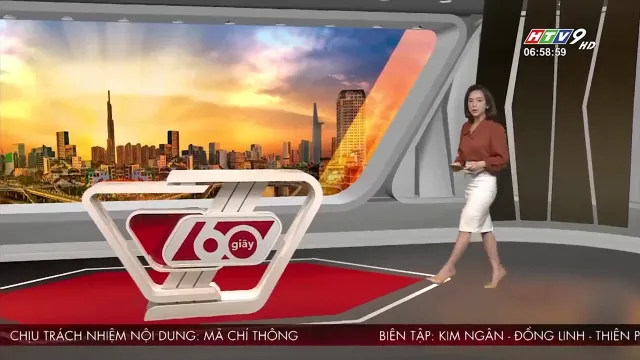 HTV9 HD
06:58:59
60 giây
CHỊU TRÁCH NHIỆM NỘI DUNG: MÃ CHÍ THÔNG
BIÊN TẬP: KIM NGÂN - ĐỒNG LINH - THIÊN P